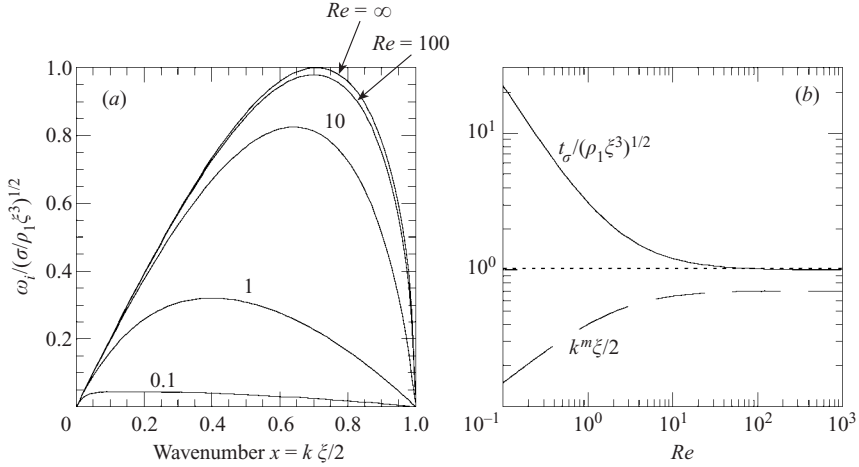 Re = ∞
Re = 100
(a)
10
1
0.1
1.0
0.8
0.6
0.4
0.2
0
0.2
0.4
0.6
0.8
1.0
ω_i/(σ/ρ_1ξ^3)^{1/2}
Wavenumber x = k ξ/2
(b)
t_σ/(ρ_1ξ^3)^{1/2}
k^mξ/2
10^1
10^0
10^{−1}
10^0
10^1
10^2
10^3
Re